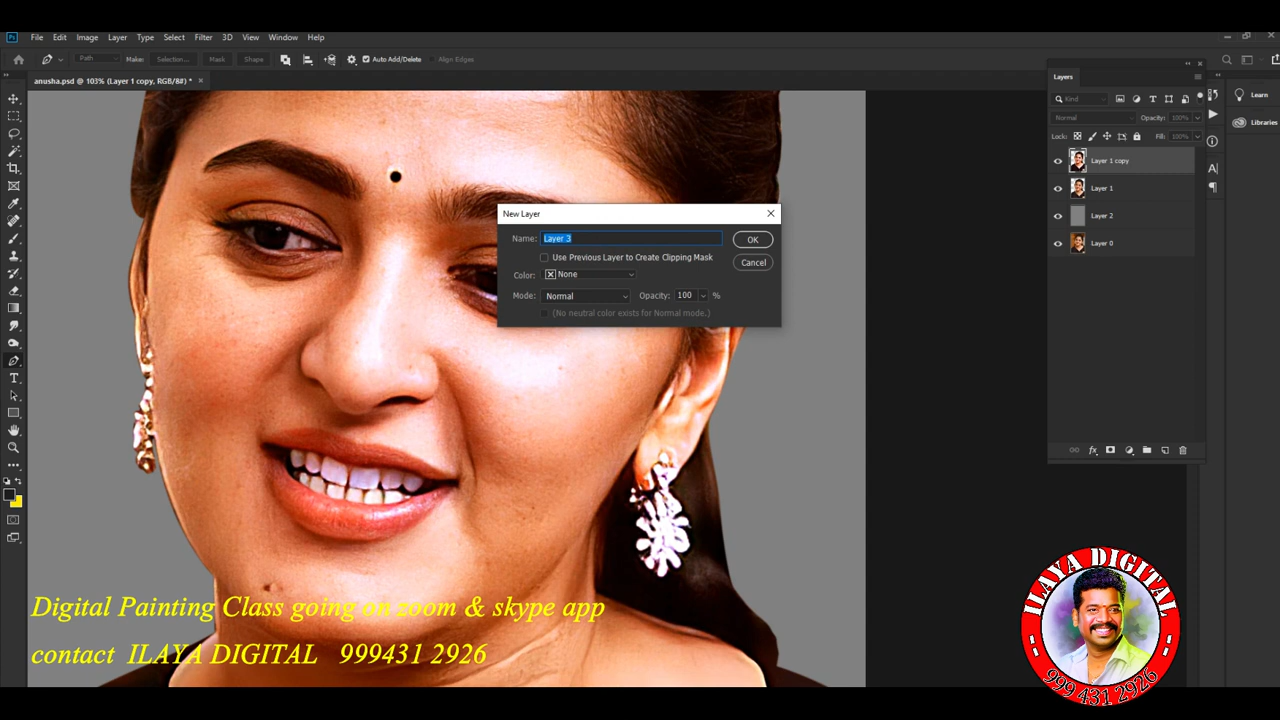 Ps File Edit Image Layer Type Select Filter 3D View Window Help
Path Make: Selection... Mask Shape Auto Add/Delete Align Edges
anusha.psd @ 103% (Layer 1 copy, RGB/8#) *
Layers
Kind
Normal Opacity: 100%
Lock: Fill: 100%
Layer 1 copy
Layer 1
Layer 2
Layer 0
Learn
Libraries
New Layer
Name: Layer 3 OK
Use Previous Layer to Create Clipping Mask Cancel
Color: None
Mode: Normal Opacity: 100 %
(No neutral color exists for Normal mode.)
Digital Painting Class going on zoom & skype app
contact ILAYA DIGITAL 999431 2926
ILAYA DIGITAL
999 431 2926